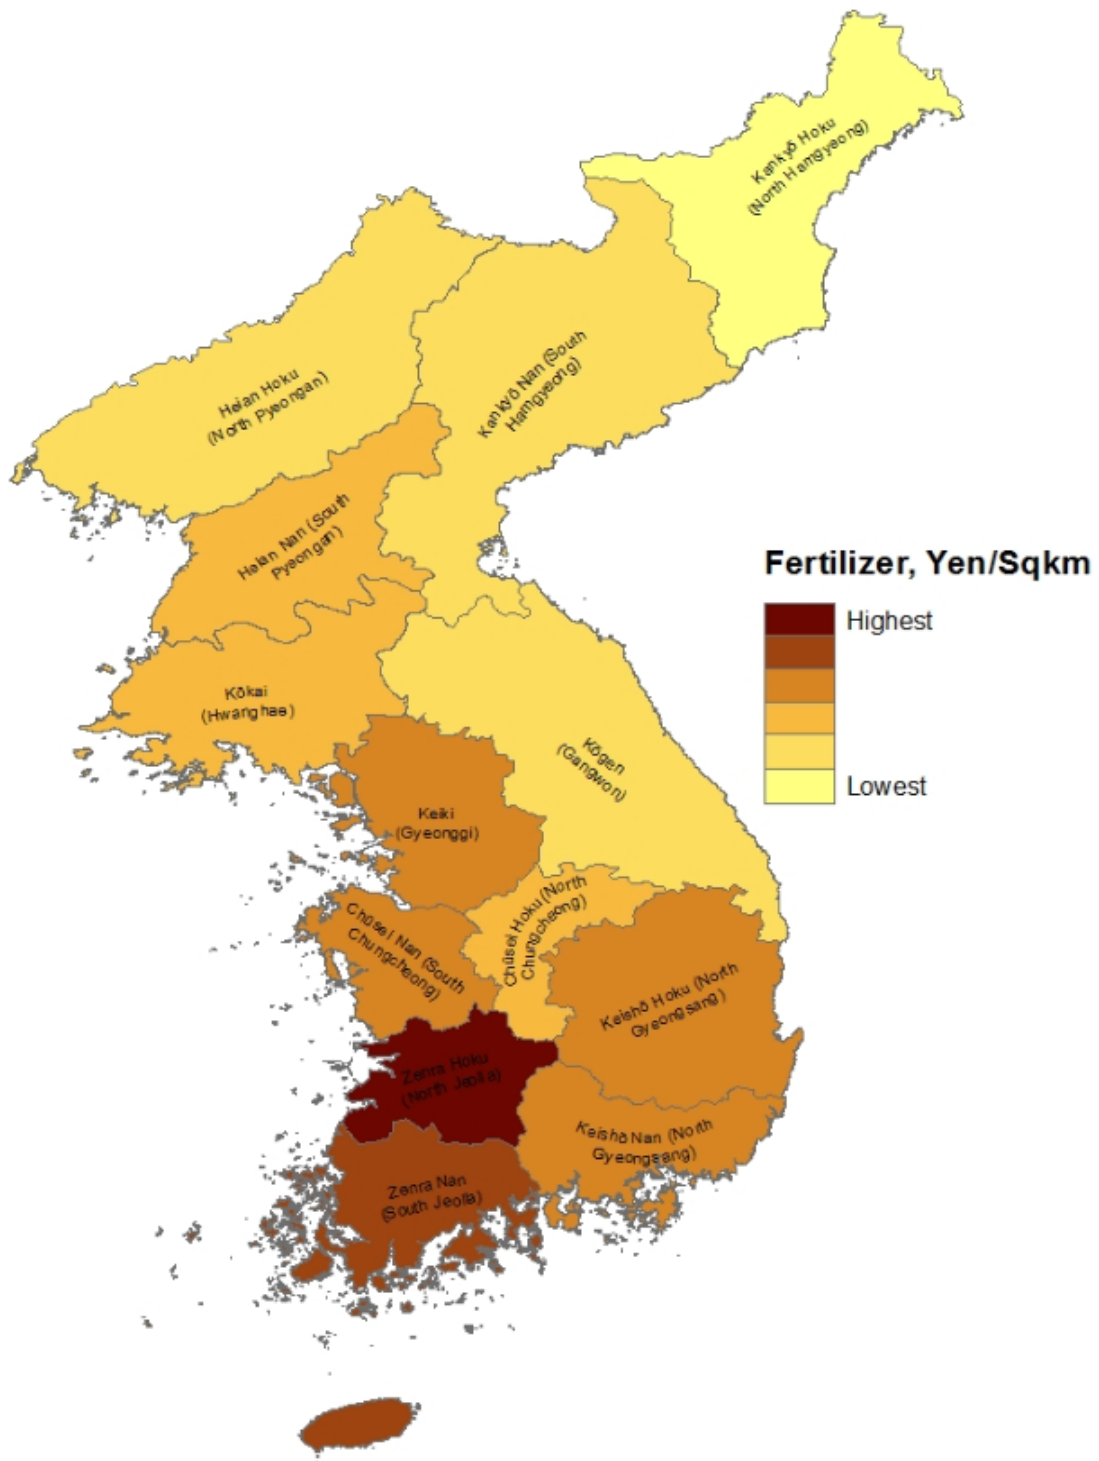 Kankyō Hoku
(North Hamgyeong)
Kankyō Nan (South
Hamgyeong)
Heian Hoku
(North Pyeongan)
Heian Nan (South
Pyeongan)
Fertilizer, Yen/Sqkm
Highest
Lowest
Kōkai
(Hwanghae)
Kōgen
(Gangwon)
Keiki
(Gyeonggi)
Chūsei Hoku (North
Chungcheong)
Chūsei Nan (South
Chungcheong)
Keishō Hoku (North
Gyeongsang)
Zenra Hoku
(North Jeolla)
Keishō Nan (North
Gyeongsang)
Zenra Nan
(South Jeolla)